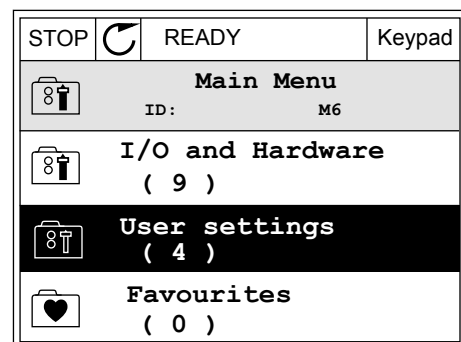 STOP READY Keypad
Main Menu
ID: M6
I/O and Hardware
( 9 )
User settings
( 4 )
Favourites
( 0 )